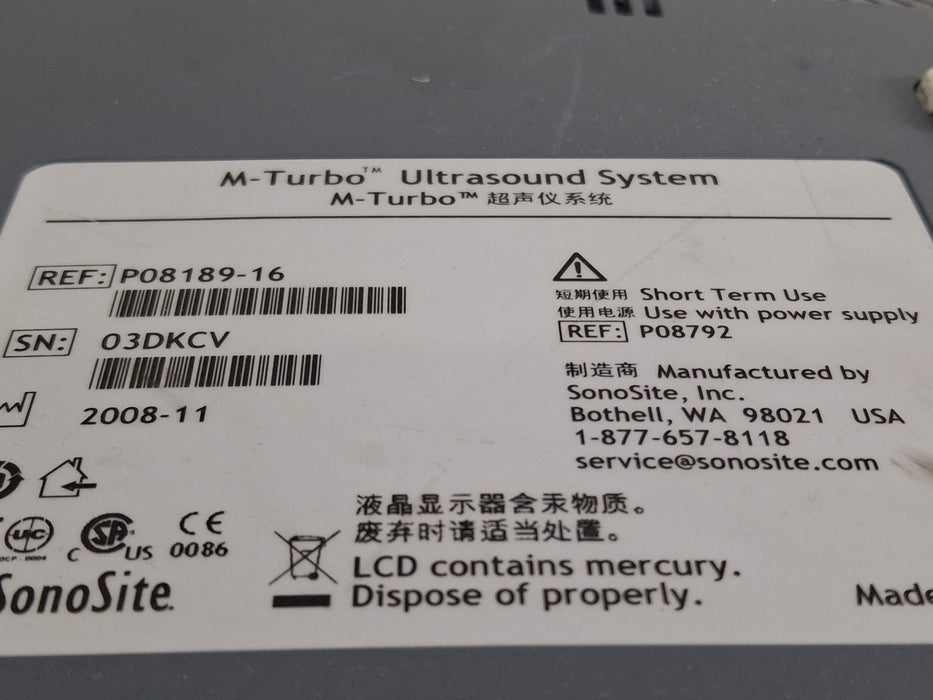 M-Turbo™ Ultrasound System
M-Turbo™ 超声仪系统
REF: P08189-16
SN: 03DKCV
2008-11
短期使用 Short Term Use
使用电源 Use with power supply
REF: P08792
制造商 Manufactured by
SonoSite, Inc.
Bothell, WA 98021 USA
1-877-657-8118
service@sonosite.com
C SA US
CE
0086
SonoSite.
液晶显示器含汞物质。
废弃时请适当处置。
LCD contains mercury.
Dispose of properly.
Made